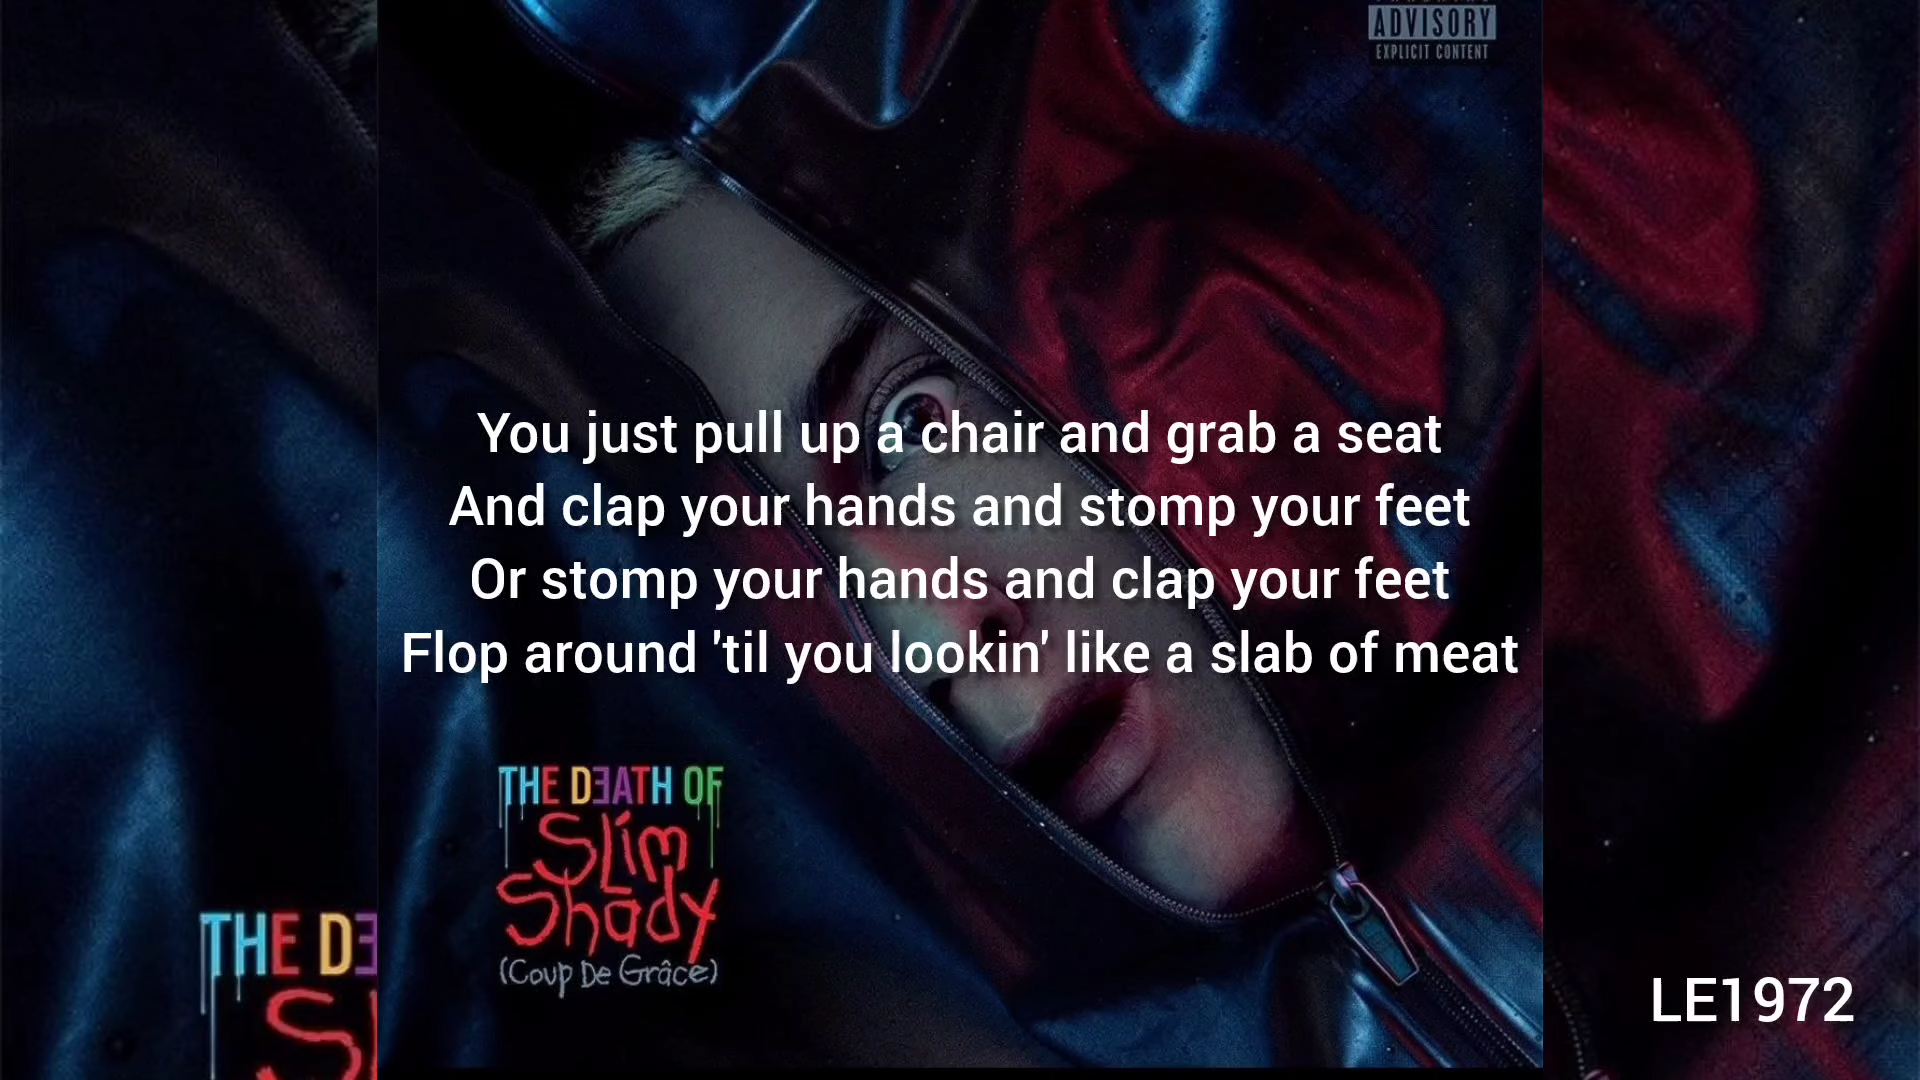 ADVISORY
EXPLICIT CONTENT
You just pull up a chair and grab a seat
And clap your hands and stomp your feet
Or stomp your hands and clap your feet
Flop around 'til you lookin' like a slab of meat
THE DƎATH OF
SLim
Shady
(Coup De Grâce)
THE DƎ
LE1972